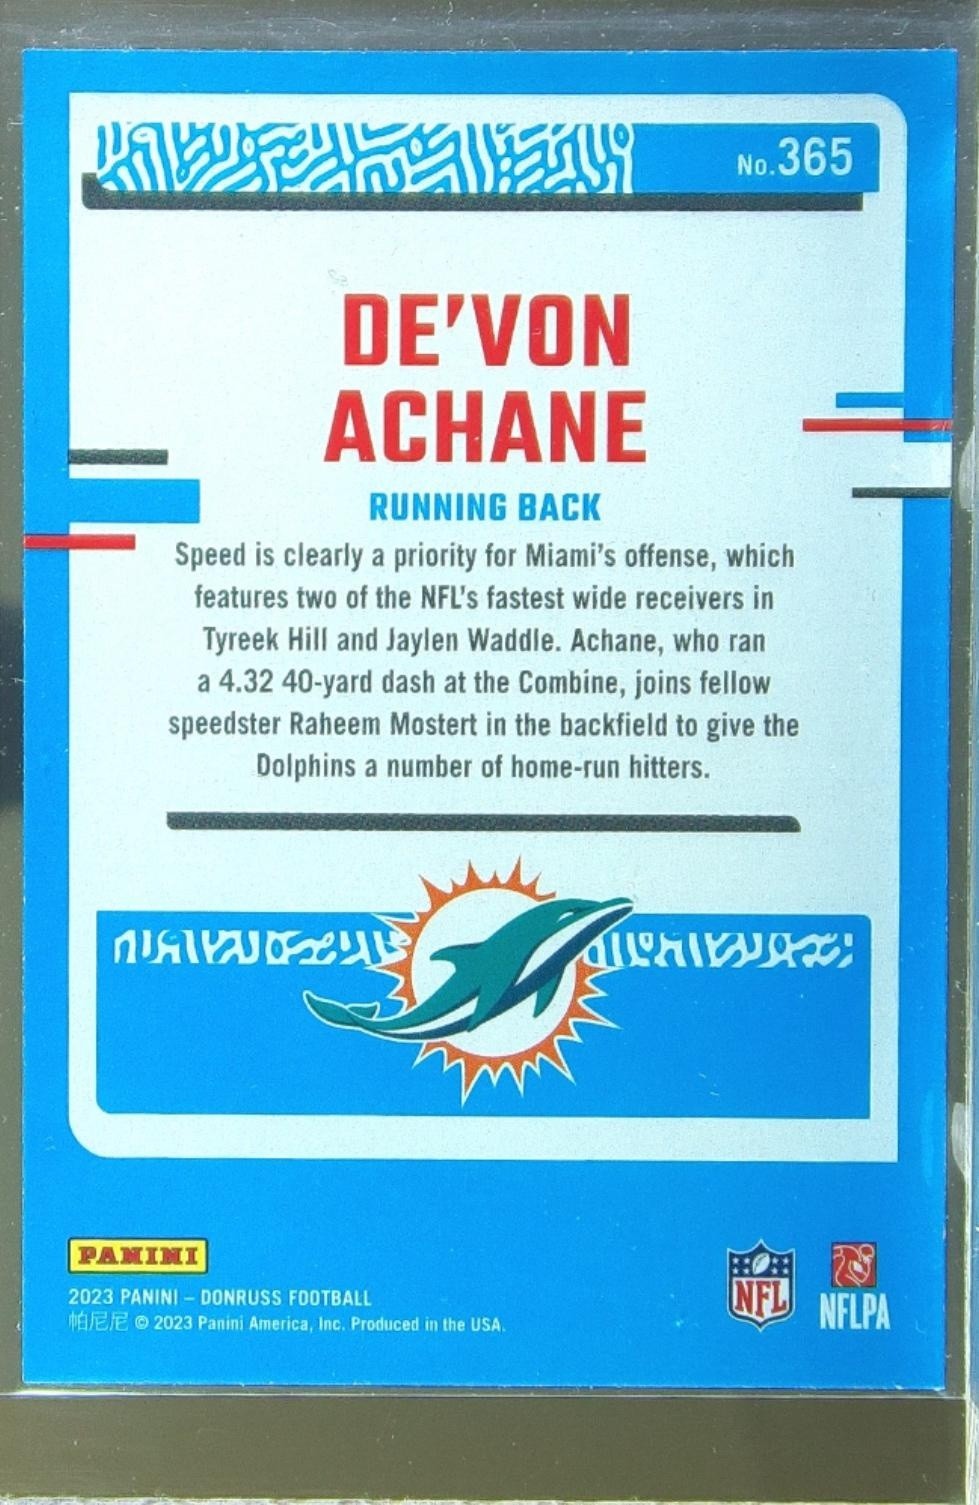 No.365
DE'VON
ACHANE
RUNNING BACK
Speed is clearly a priority for Miami's offense, which
features two of the NFL's fastest wide receivers in
Tyreek Hill and Jaylen Waddle. Achane, who ran
a 4.32 40-yard dash at the Combine, joins fellow
speedster Raheem Mostert in the backfield to give the
Dolphins a number of home-run hitters.
PANINI
2023 PANINI – DONRUSS FOOTBALL
帕尼尼 © 2023 Panini America, Inc. Produced in the USA.
NFL
NFLPA